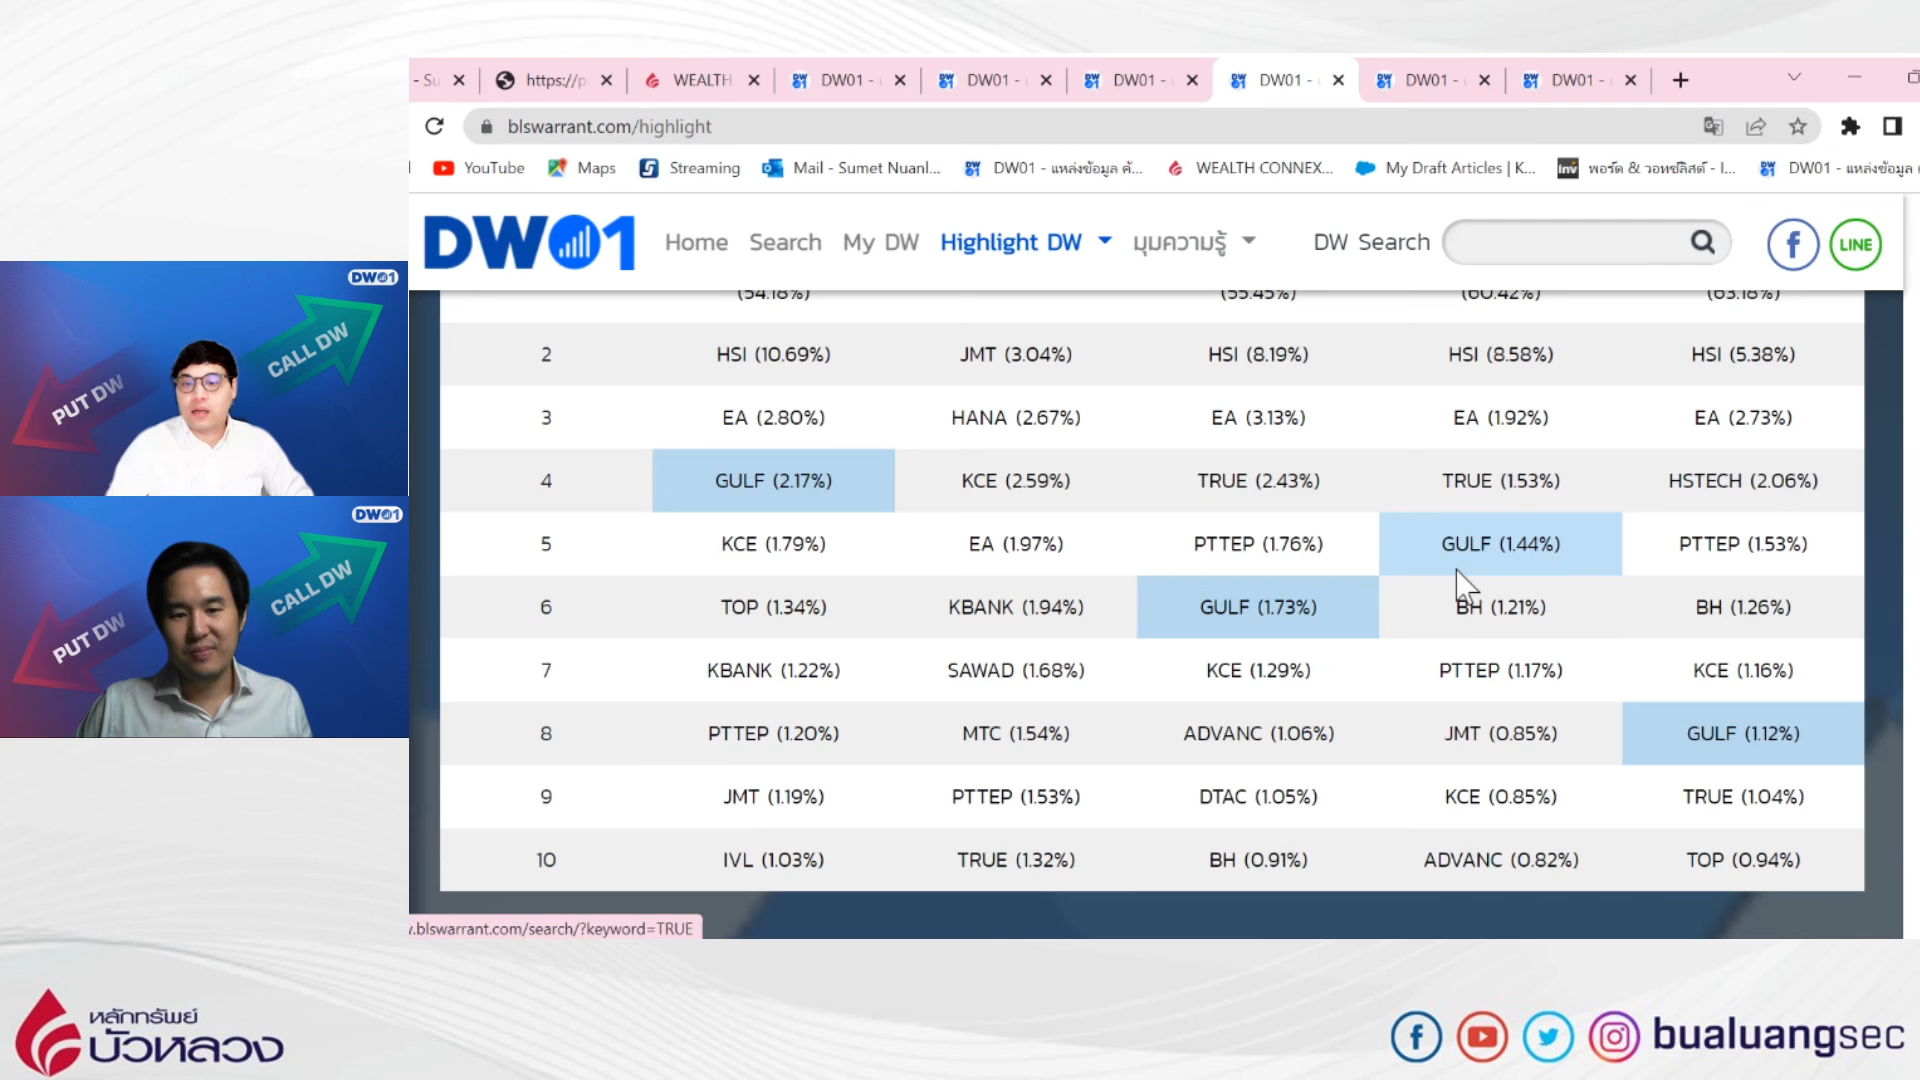 - Su
https://p
WEALTH
DW01 -
DW01 -
DW01 -
DW01 -
DW01 -
DW01 -
blswarrant.com/highlight
YouTube
Maps
Streaming
Mail - Sumet Nuanl...
DW01 - แหล่งข้อมูล ค้...
WEALTH CONNEX...
My Draft Articles | K...
พอร์ต & วอทช์ลิสต์ - I...
DW01 - แหล่งข้อมูล
DW01
Home
Search
My DW
Highlight DW
มุมความรู้
DW Search
LINE
(54.18%) (55.45%) (60.42%) (63.18%)
2 HSI (10.69%) JMT (3.04%) HSI (8.19%) HSI (8.58%) HSI (5.38%)
3 EA (2.80%) HANA (2.67%) EA (3.13%) EA (1.92%) EA (2.73%)
4 GULF (2.17%) KCE (2.59%) TRUE (2.43%) TRUE (1.53%) HSTECH (2.06%)
5 KCE (1.79%) EA (1.97%) PTTEP (1.76%) GULF (1.44%) PTTEP (1.53%)
6 TOP (1.34%) KBANK (1.94%) GULF (1.73%) BH (1.21%) BH (1.26%)
7 KBANK (1.22%) SAWAD (1.68%) KCE (1.29%) PTTEP (1.17%) KCE (1.16%)
8 PTTEP (1.20%) MTC (1.54%) ADVANC (1.06%) JMT (0.85%) GULF (1.12%)
9 JMT (1.19%) PTTEP (1.53%) DTAC (1.05%) KCE (0.85%) TRUE (1.04%)
10 IVL (1.03%) TRUE (1.32%) BH (0.91%) ADVANC (0.82%) TOP (0.94%)
.blswarrant.com/search/?keyword=TRUE
DW01
PUT DW
CALL DW
DW01
PUT DW
CALL DW
หลักทรัพย์
บัวหลวง
bualuangsec